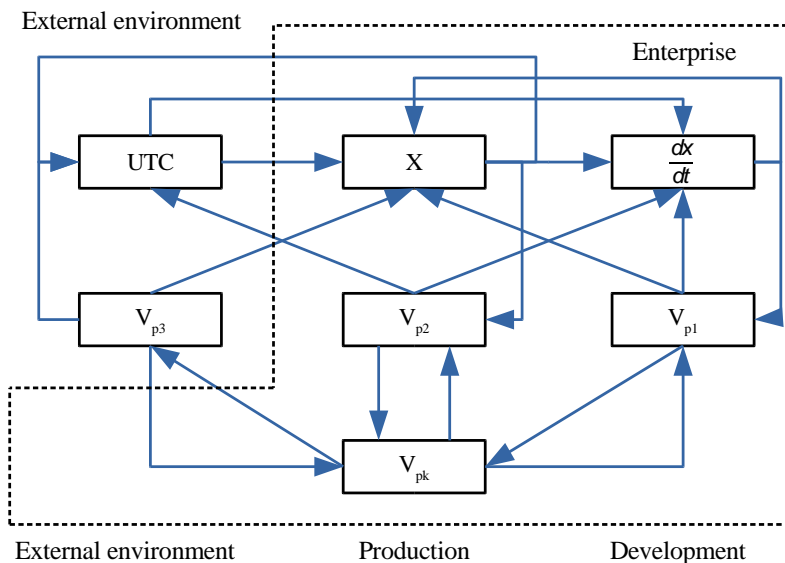 External environment
Enterprise
UTC
X
dx
dt
Vp3
Vp2
Vp1
Vpk
External environment
Production
Development